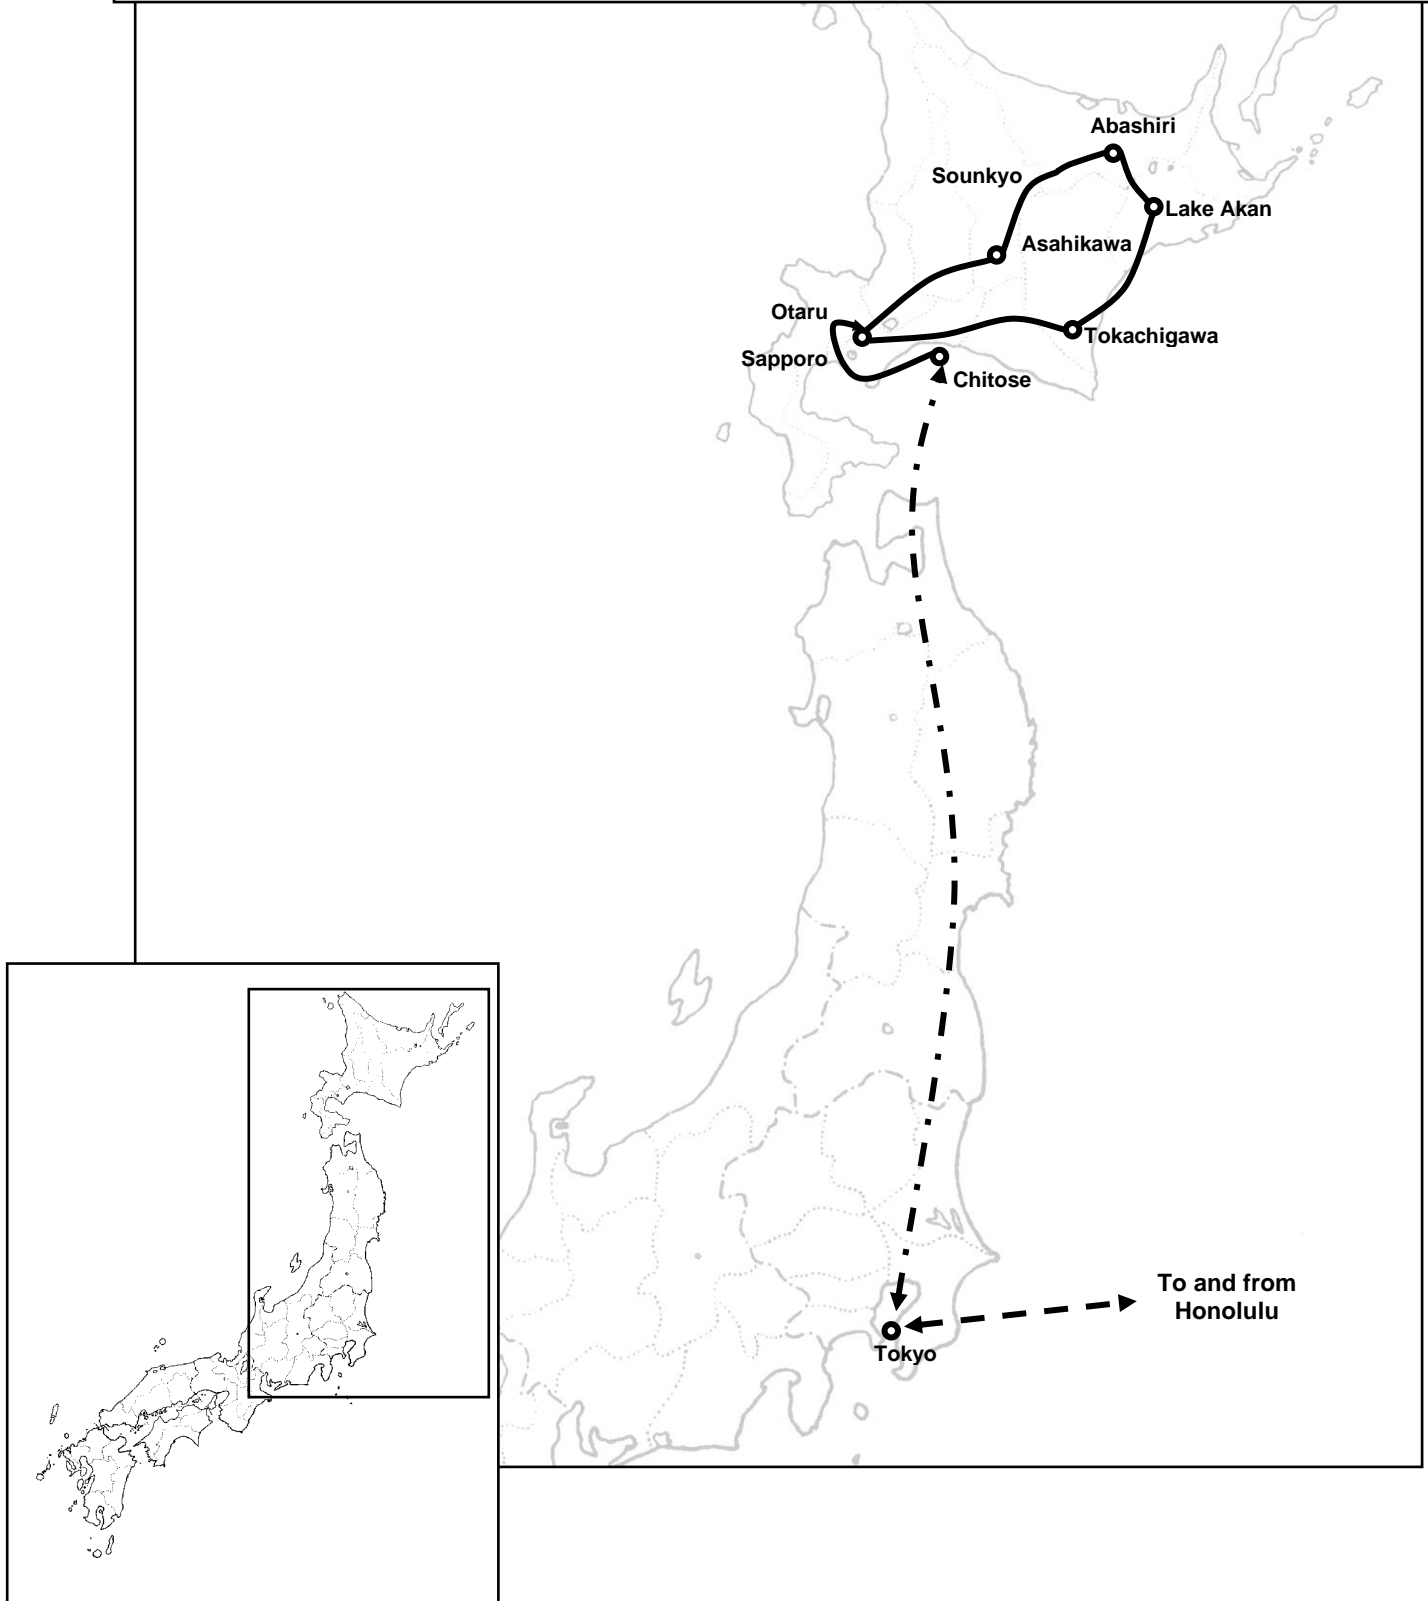 Abashiri
Sounkyo
Lake Akan
Asahikawa
Otaru
Tokachigawa
Sapporo
Chitose
To and from
Honolulu
Tokyo